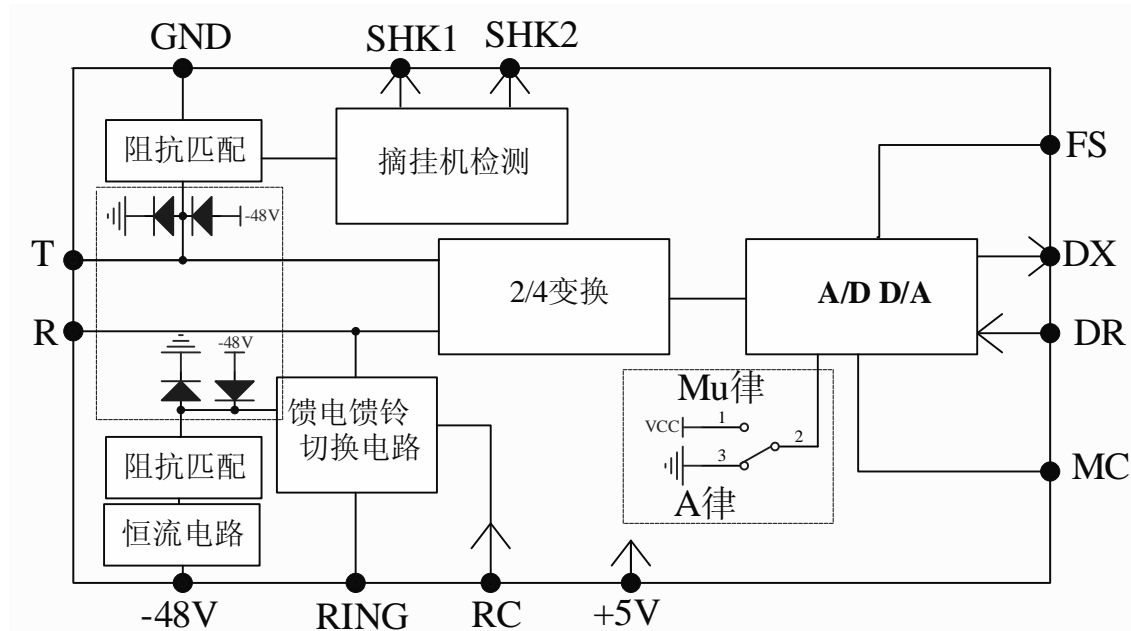 GND
SHK1
SHK2
阻抗匹配
摘挂机检测
FS
-48V
T
2/4变换
A/D D/A
DX
R
DR
-48V
馈电馈铃
切换电路
Mu律
VCC
1
2
3
A律
MC
阻抗匹配
恒流电路
-48V
RING
RC
+5V